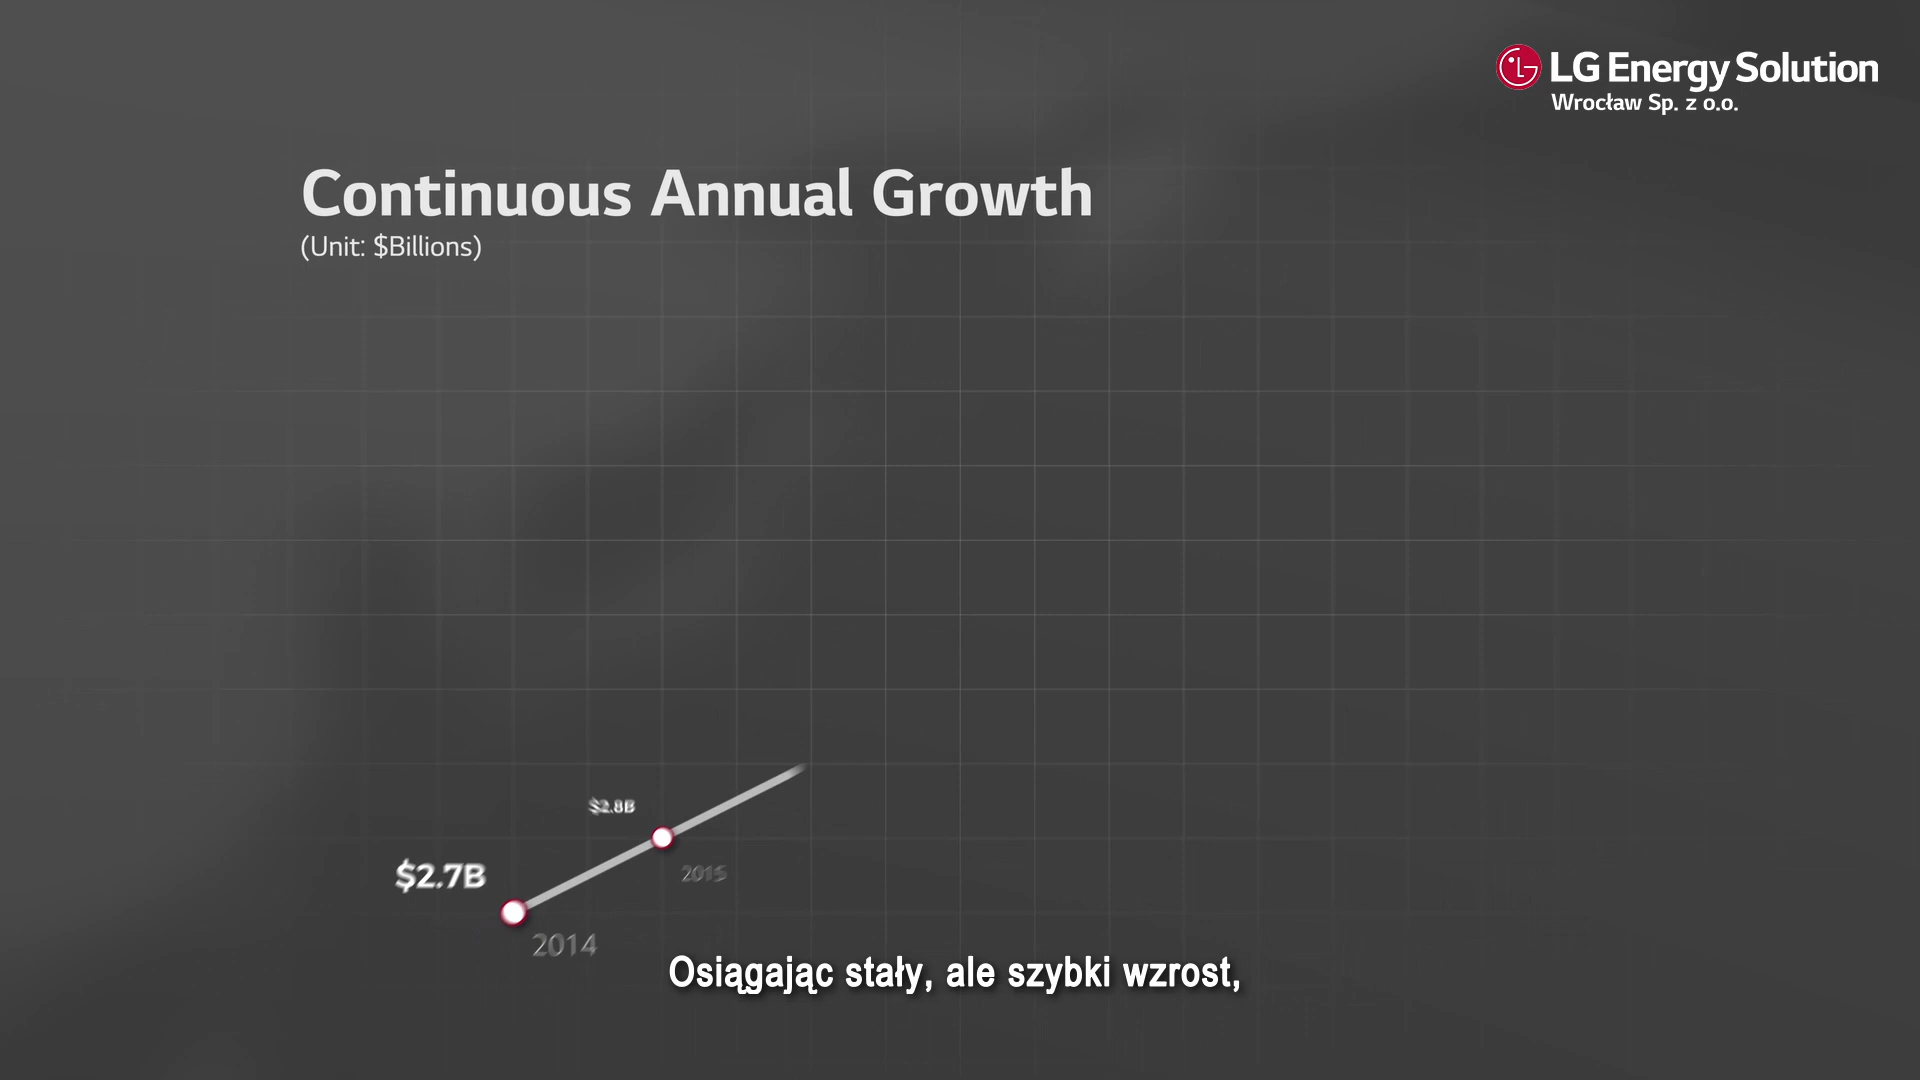 LG Energy Solution
Wrocław Sp. z o.o.
Continuous Annual Growth
(Unit: $Billions)
$2.8B
2015
$2.7B
2014
Osiągając stały, ale szybki wzrost,